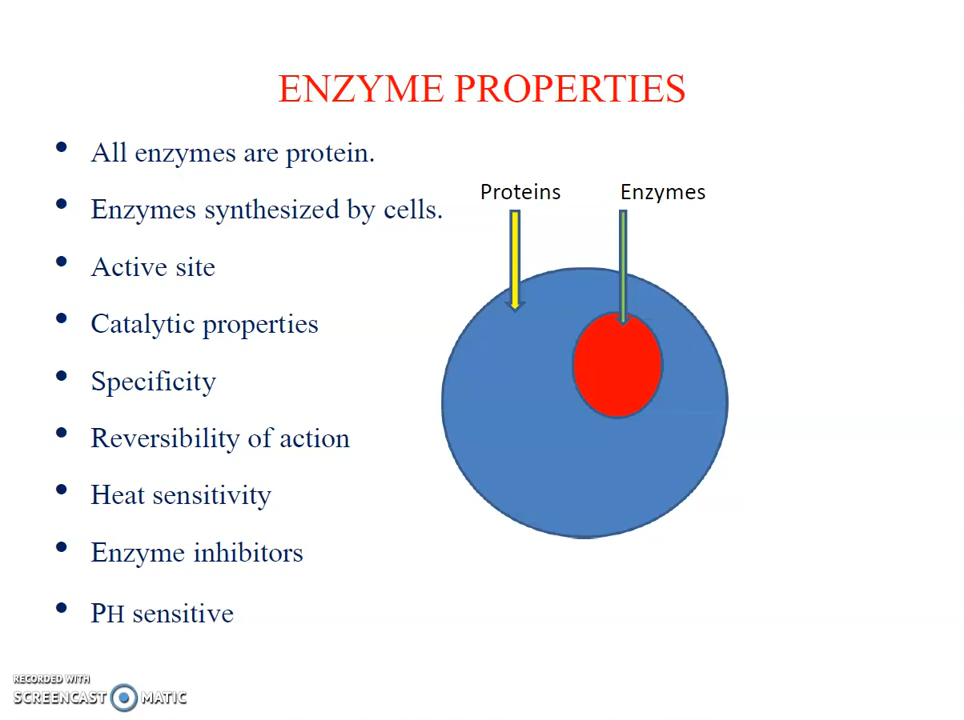 ENZYME PROPERTIES
• All enzymes are protein.
• Enzymes synthesized by cells.
• Active site
• Catalytic properties
• Specificity
• Reversibility of action
• Heat sensitivity
• Enzyme inhibitors
• PH sensitive
Proteins Enzymes
RECORDED WITH
SCREENCAST MATIC